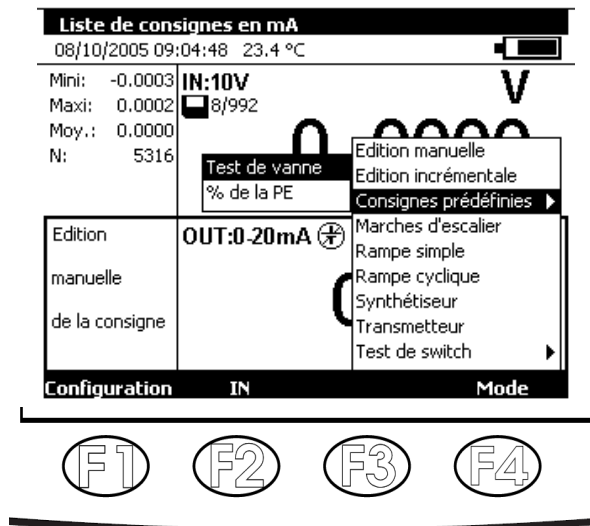 Liste de consignes en mA
08/10/2005 09:04:48 23.4 °C
Mini: -0.0003
Maxi: 0.0002
Moy.: 0.0000
N: 5316
IN:10V
V
8/992
Test de vanne
% de la PE
Edition manuelle
Edition incrémentale
Consignes prédéfinies
Marches d'escalier
Rampe simple
Rampe cyclique
Synthétiseur
Transmetteur
Test de switch
Edition
manuelle
de la consigne
OUT:0-20mA
Configuration IN Mode
F1 F2 F3 F4